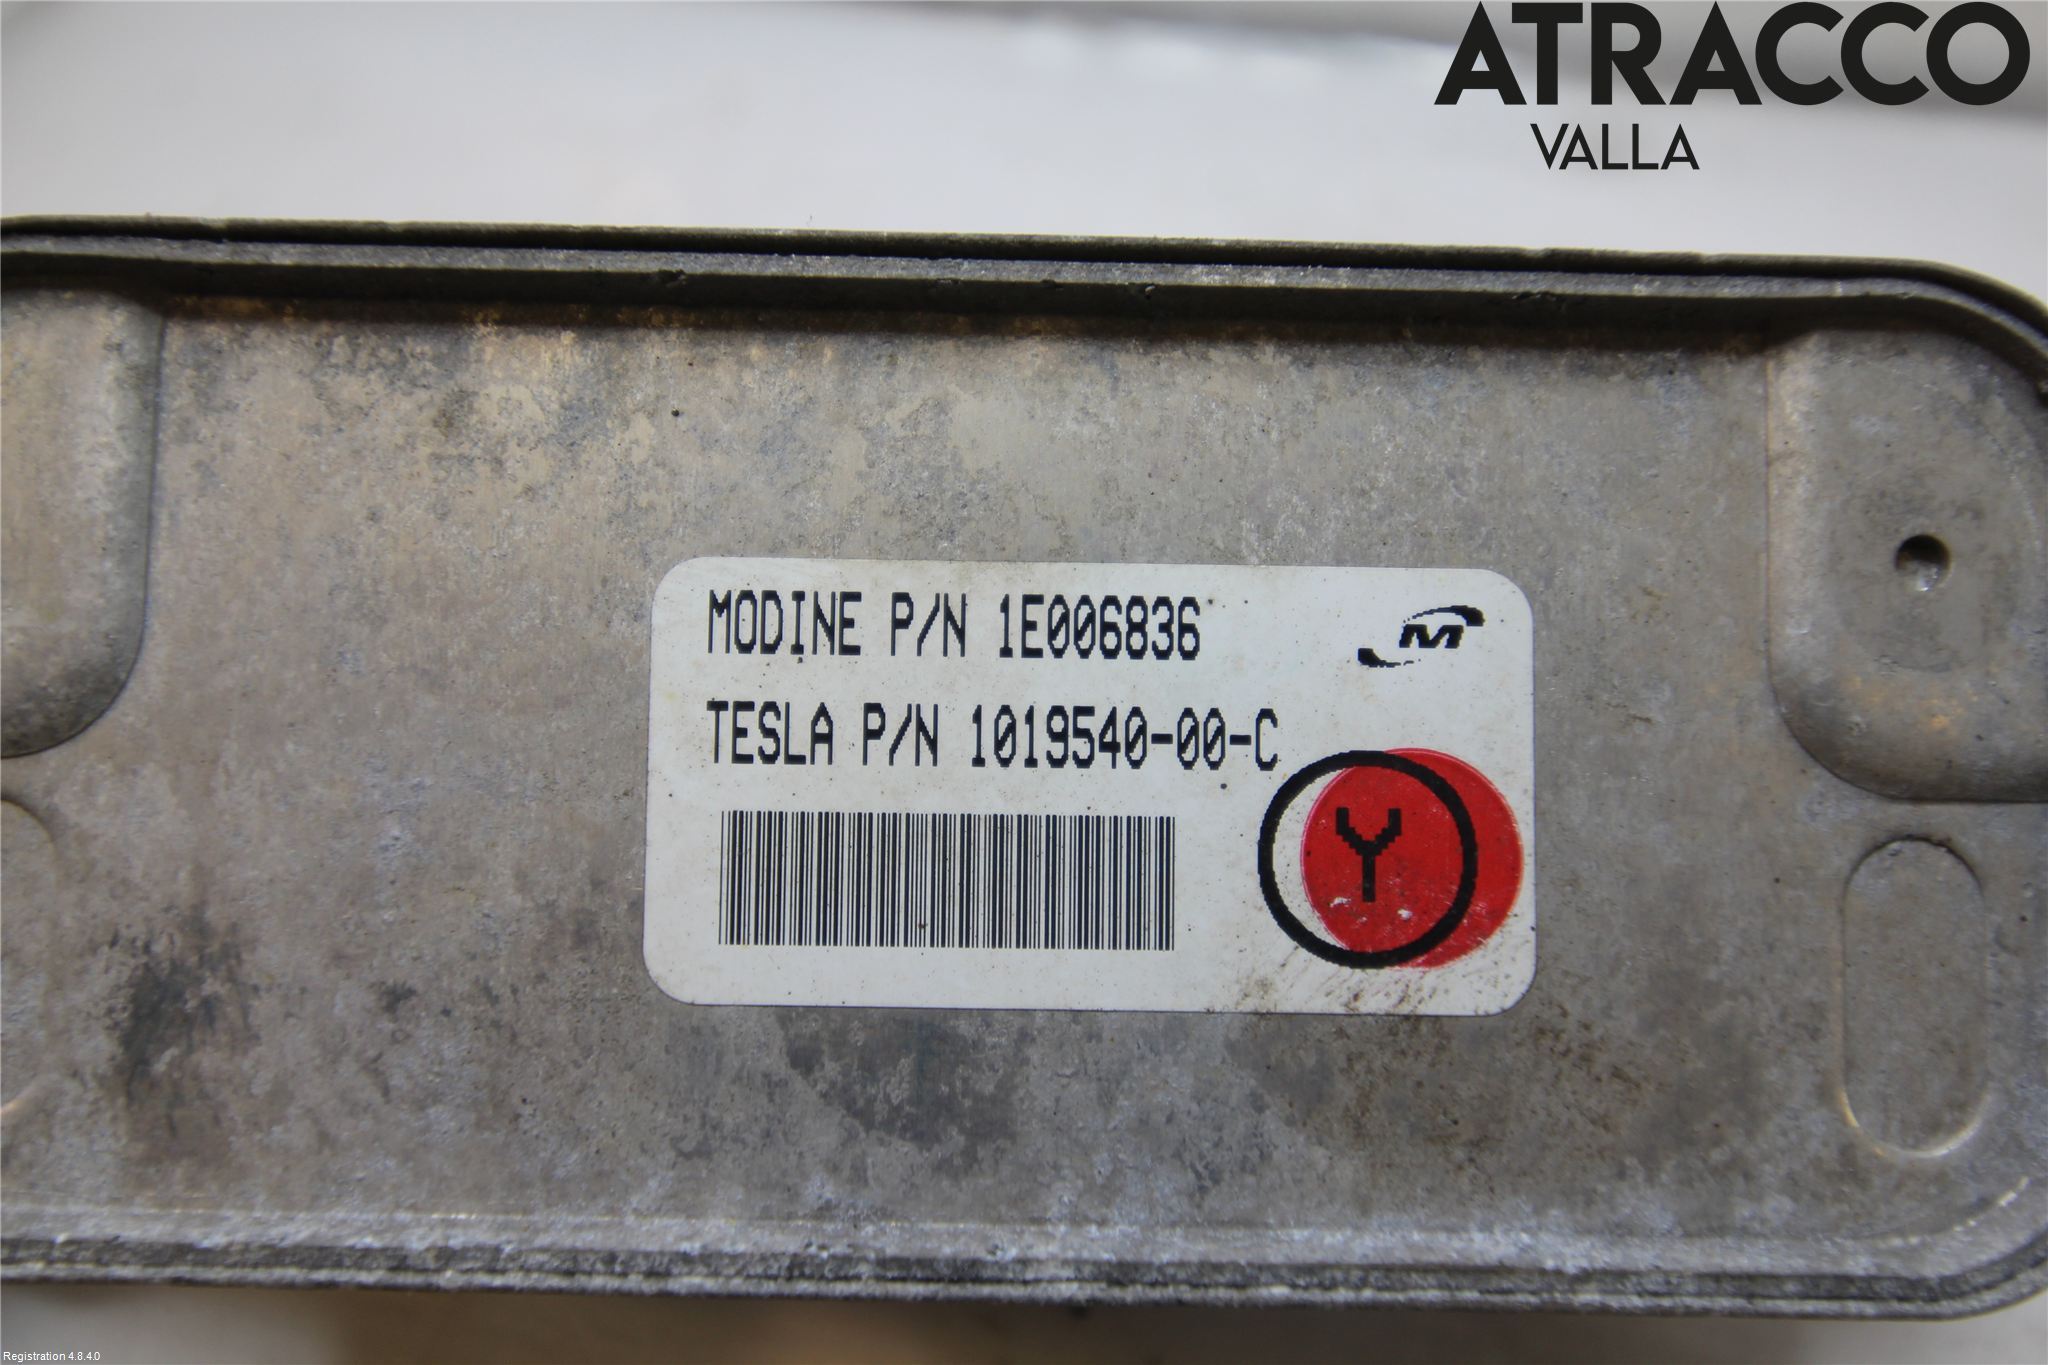 ATRACCO
VALLA
MODINE P/N 1E006836
M
TESLA P/N 1019540-00-C
Y
Registration 4.8.4.0